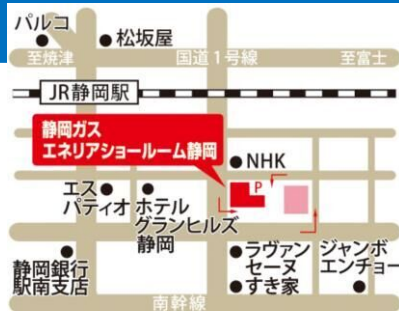 パルコ
松坂屋
至焼津
国道1号線
至富士
JR静岡駅
静岡ガス
エネリアショールーム静岡
NHK
P
エス
パティオ
ホテル
グランヒルズ
静岡
ラヴァン
セーヌ
ジャンボ
エンチョー
静岡銀行
駅南支店
すき家
南幹線